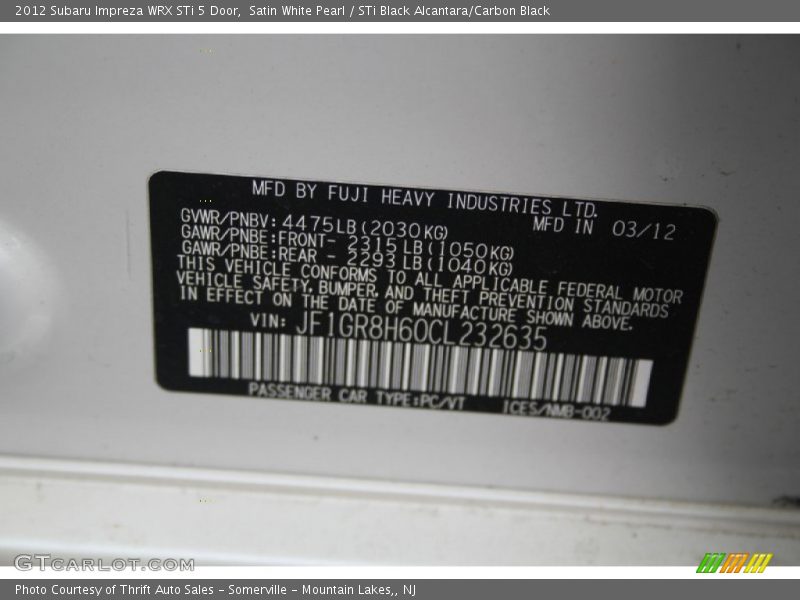 2012 Subaru Impreza WRX STi 5 Door,  Satin White Pearl / STi Black Alcantara/Carbon Black
MFD BY FUJI HEAVY INDUSTRIES LTD.
GVWR/PNBV: 4475LB(2030KG) MFD IN 03/12
GAWR/PNBE:FRONT- 2315LB(1050KG)
GAWR/PNBE:REAR - 2293LB(1040KG)
THIS VEHICLE CONFORMS TO ALL APPLICABLE FEDERAL MOTOR
VEHICLE SAFETY, BUMPER, AND THEFT PREVENTION STANDARDS
IN EFFECT ON THE DATE OF MANUFACTURE SHOWN ABOVE.
VIN: JF1GR8H60CL232635
PASSENGER CAR TYPE:PC/VT ICES/NMB-002
GTcarlot.com
Photo Courtesy of Thrift Auto Sales – Somerville – Mountain Lakes,, NJ